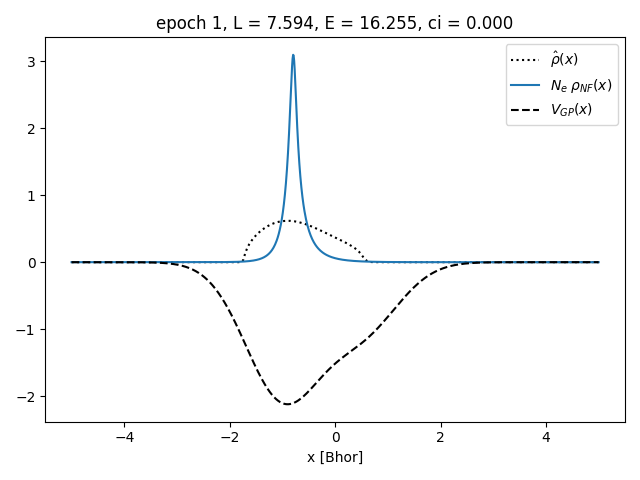 epoch 1, L = 7.594, E = 16.255, ci = 0.000
ρ̂(x)
N_e ρ_NF(x)
V_GP(x)
3
2
1
0
−1
−2
−4 −2 0 2 4
x [Bhor]